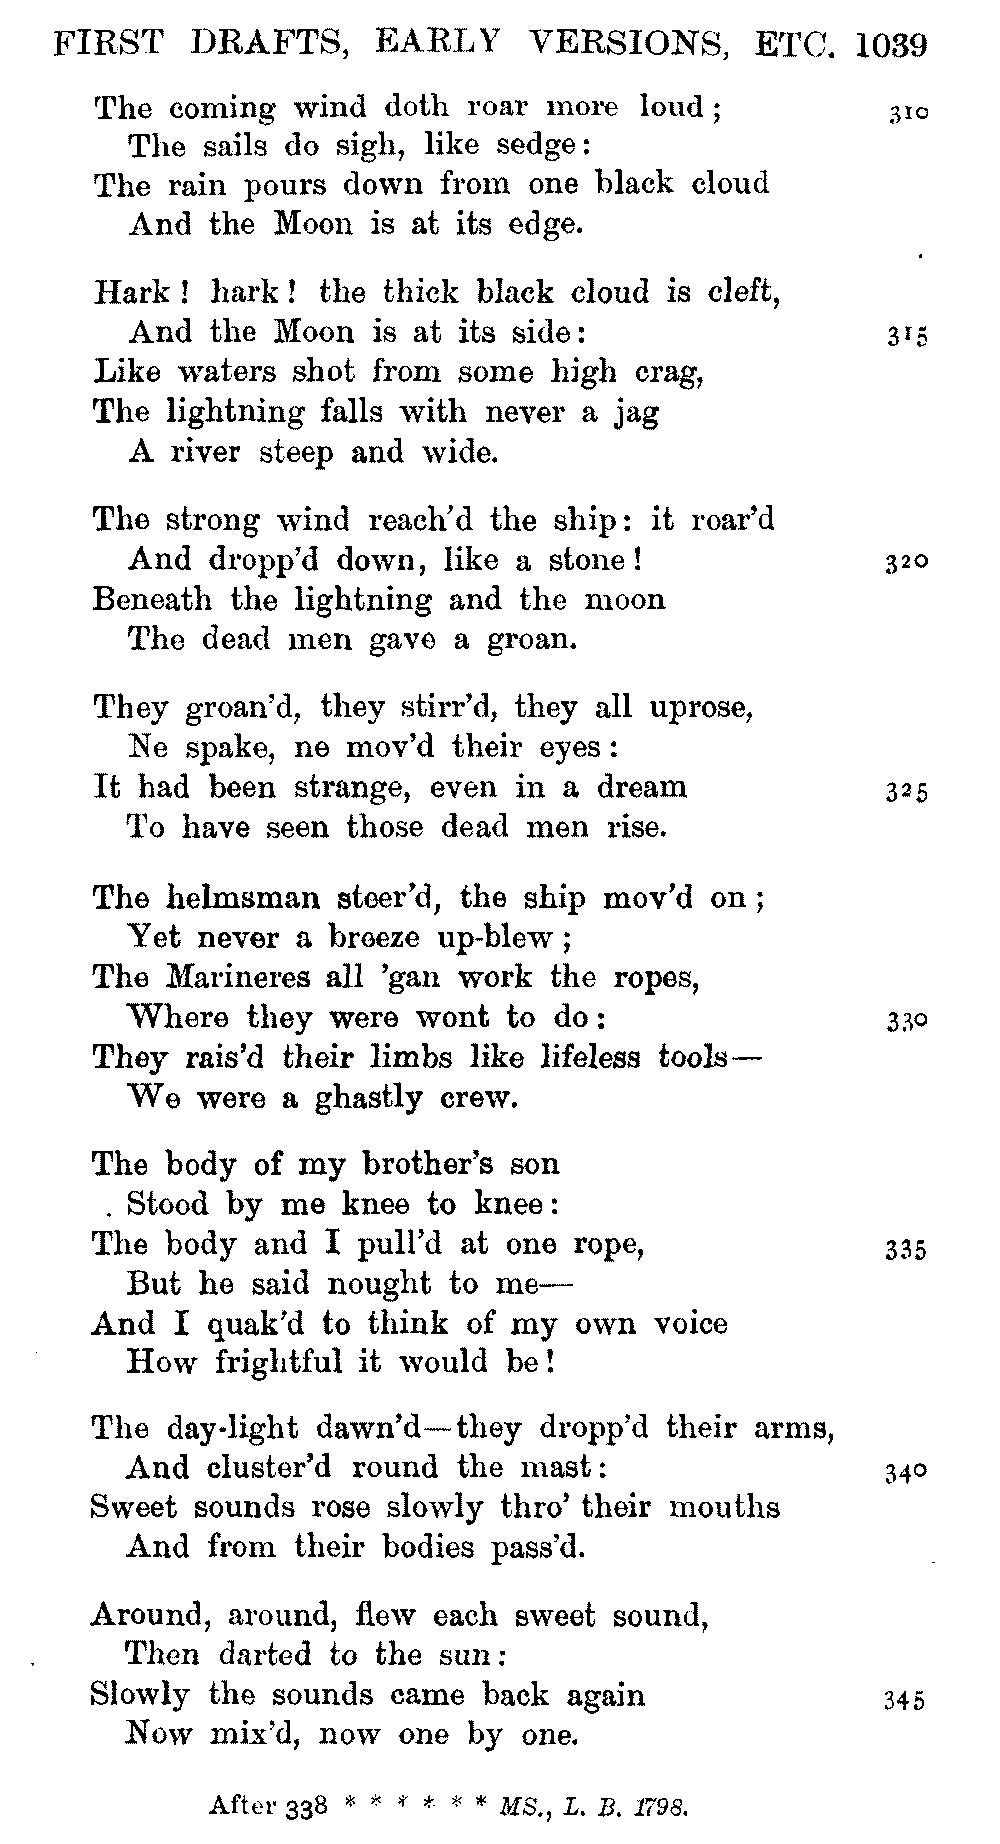 FIRST DRAFTS, EARLY VERSIONS, ETC. 1039
The coming wind doth roar more loud; 310
The sails do sigh, like sedge:
The rain pours down from one black cloud
And the Moon is at its edge.
Hark! hark! the thick black cloud is cleft,
And the Moon is at its side: 315
Like waters shot from some high crag,
The lightning falls with never a jag
A river steep and wide.
The strong wind reach'd the ship: it roar'd
And dropp'd down, like a stone! 320
Beneath the lightning and the moon
The dead men gave a groan.
They groan'd, they stirr'd, they all uprose,
Ne spake, ne mov'd their eyes:
It had been strange, even in a dream 325
To have seen those dead men rise.
The helmsman steer'd, the ship mov'd on;
Yet never a breeze up-blew;
The Marineres all 'gan work the ropes,
Where they were wont to do: 330
They rais'd their limbs like lifeless tools—
We were a ghastly crew.
The body of my brother's son
Stood by me knee to knee:
The body and I pull'd at one rope, 335
But he said nought to me—
And I quak'd to think of my own voice
How frightful it would be!
The day-light dawn'd—they dropp'd their arms,
And cluster'd round the mast: 340
Sweet sounds rose slowly thro' their mouths
And from their bodies pass'd.
Around, around, flew each sweet sound,
Then darted to the sun:
Slowly the sounds came back again 345
Now mix'd, now one by one.
After 338 * * * * * * MS., L. B. 1798.